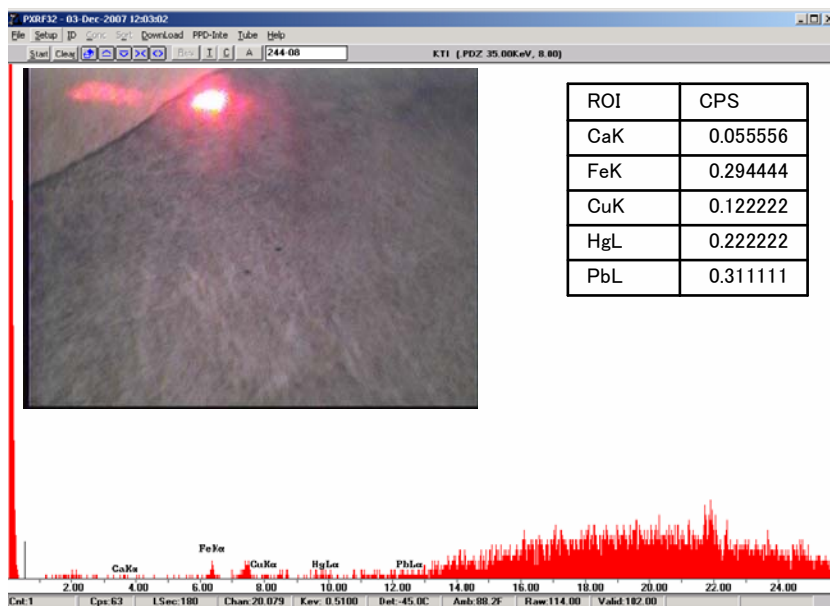 PXRF32 - 03-Dec-2007 12:03:02
File Setup ID Conc Sort DownLoad PPD-Inte Tube Help
Start Clear I C A 244-08 KTI (.PDZ 35.00KeV, 8.00)
ROI CPS
CaK 0.055556
FeK 0.294444
CuK 0.122222
HgL 0.222222
PbL 0.311111
FeKα
CaKα CuKα HgLα PbLα
2.00 4.00 6.00 8.00 10.00 12.00 14.00 16.00 18.00 20.00 22.00 24.00
Cnt:1 Cps:63 LSec:180 Chan:20.079 Kev: 0.5100 Det:-45.0C Amb:88.2F Raw:114.00 Valid:182.00